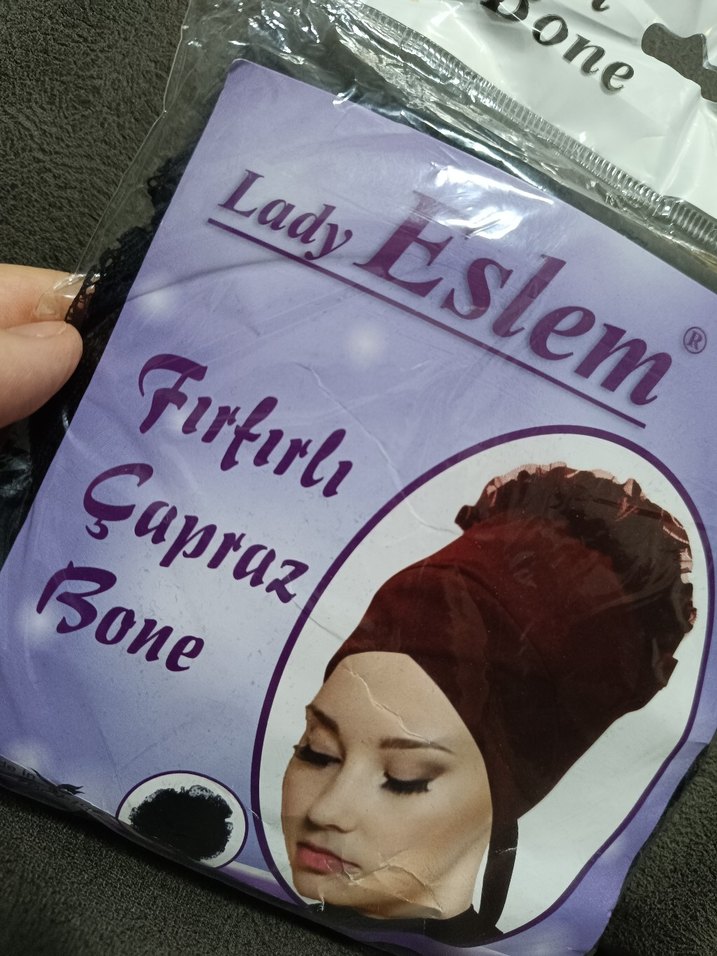 Bone
Lady Eslem®
Fırfırlı
Çapraz
Bone